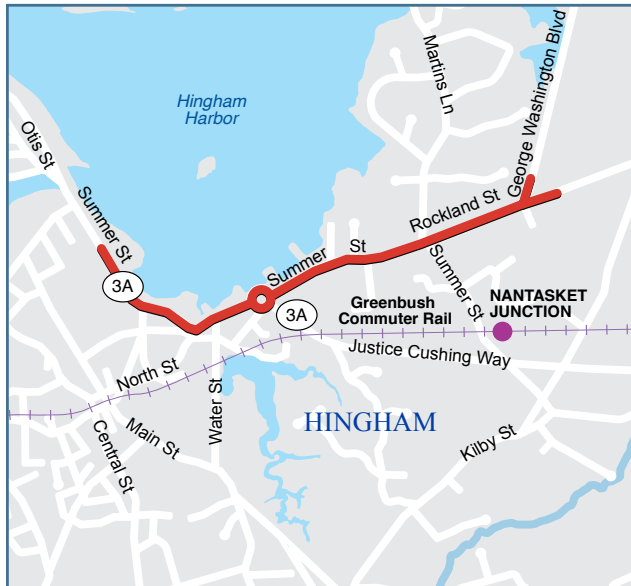 Hingham
Harbor
Martins Ln
George Washington Blvd
Otis St
Summer St
Rockland St
Summer St
3A
3A
Summer St
Greenbush
Commuter Rail
NANTASKET
JUNCTION
Justice Cushing Way
North St
Water St
HINGHAM
Main St
Central St
Kilby St